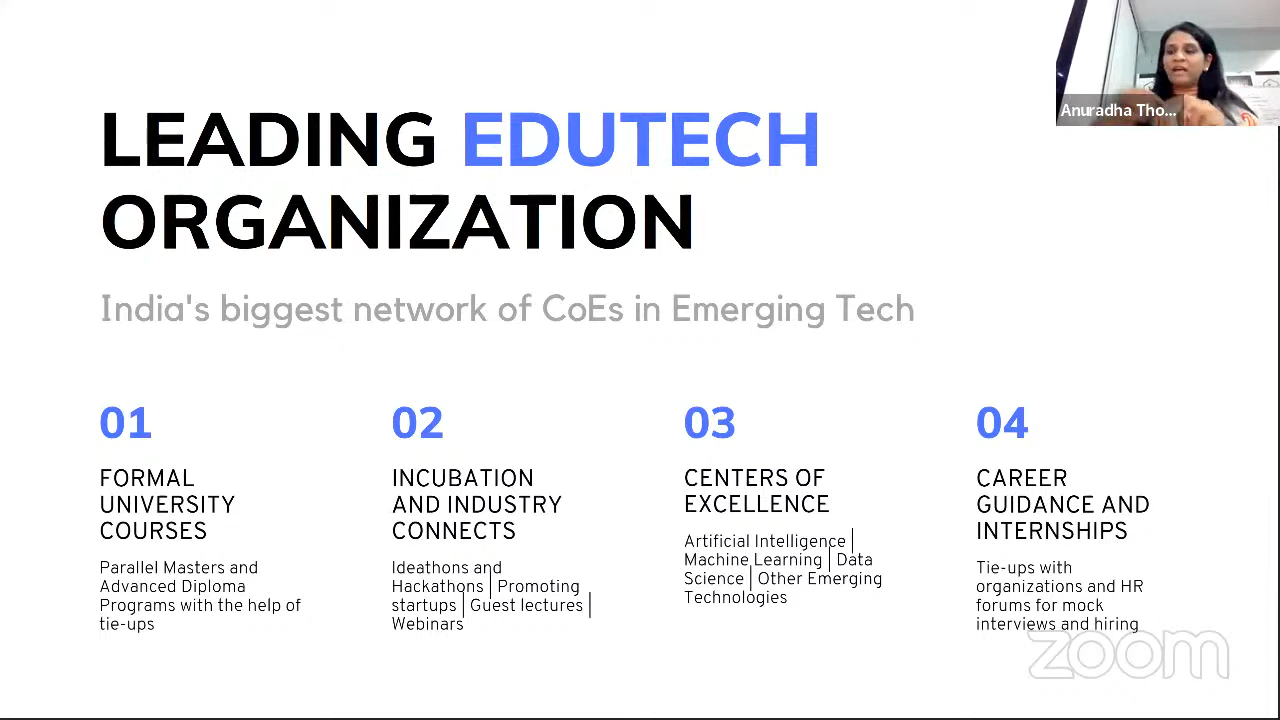 Anuradha Tho...
LEADING EDUTECH
ORGANIZATION
India's biggest network of CoEs in Emerging Tech
01
FORMAL
UNIVERSITY
COURSES
Parallel Masters and
Advanced Diploma
Programs with the help of
tie-ups
02
INCUBATION
AND INDUSTRY
CONNECTS
Ideathons and
Hackathons | Promoting
startups | Guest lectures |
Webinars
03
CENTERS OF
EXCELLENCE
Artificial Intelligence |
Machine Learning | Data
Science | Other Emerging
Technologies
04
CAREER
GUIDANCE AND
INTERNSHIPS
Tie-ups with
organizations and HR
forums for mock
interviews and hiring
zoom